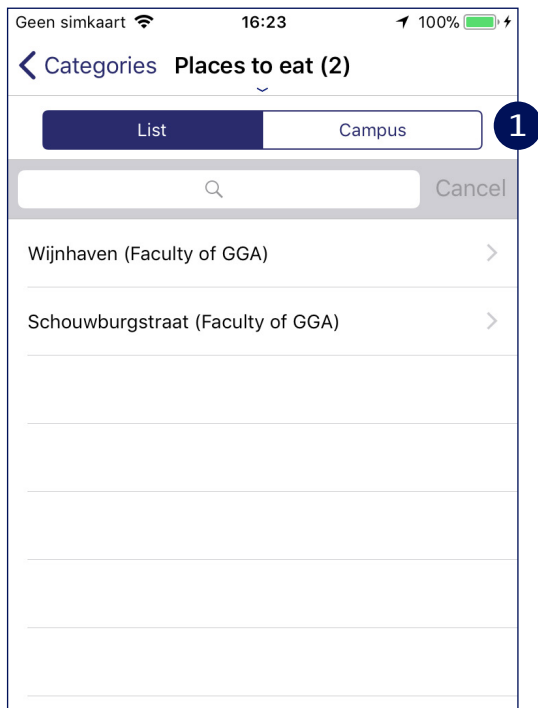 Geen simkaart 16:23 100%
Categories Places to eat (2)
List Campus 1
Cancel
Wijnhaven (Faculty of GGA)
Schouwburgstraat (Faculty of GGA)